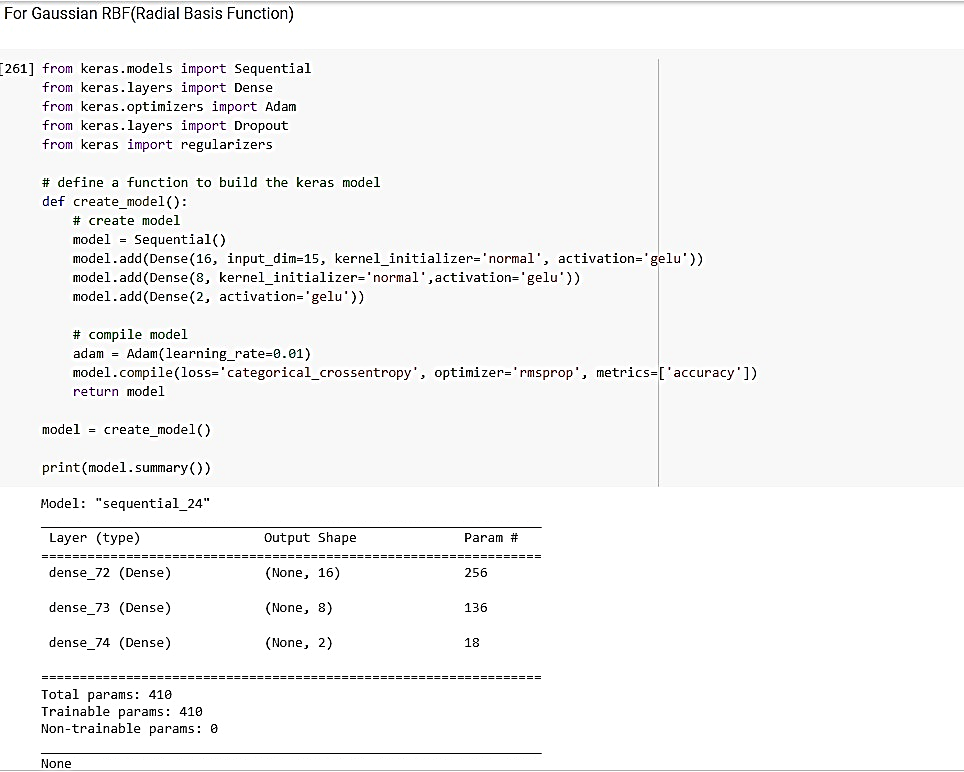 For Gaussian RBF(Radial Basis Function)
[261] from keras.models import Sequential
from keras.layers import Dense
from keras.optimizers import Adam
from keras.layers import Dropout
from keras import regularizers
# define a function to build the keras model
def create_model():
# create model
model = Sequential()
model.add(Dense(16, input_dim=15, kernel_initializer='normal', activation='gelu'))
model.add(Dense(8, kernel_initializer='normal',activation='gelu'))
model.add(Dense(2, activation='gelu'))
# compile model
adam = Adam(learning_rate=0.01)
model.compile(loss='categorical_crossentropy', optimizer='rmsprop', metrics=['accuracy'])
return model
model = create_model()
print(model.summary())
Model: "sequential_24"
Layer (type) Output Shape Param #
dense_72 (Dense) (None, 16) 256
dense_73 (Dense) (None, 8) 136
dense_74 (Dense) (None, 2) 18
Total params: 410
Trainable params: 410
Non-trainable params: 0
None